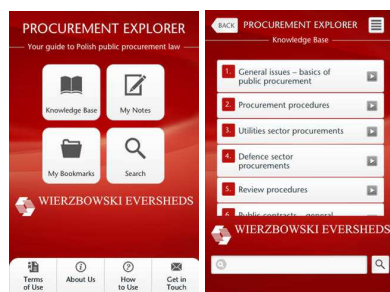 PROCUREMENT EXPLORER
Your guide to Polish public procurement law
Knowledge Base
My Notes
My Bookmarks
Search
WIERZBOWSKI EVERSHEDS
Terms of Use
About Us
How to Use
Get in Touch
BACK
PROCUREMENT EXPLORER
Knowledge Base
1. General issues – basics of
public procurement
2. Procurement procedures
3. Utilities sector procurements
4. Defence sector
procurements
5. Review procedures
6. Public contracts – general
WIERZBOWSKI EVERSHEDS